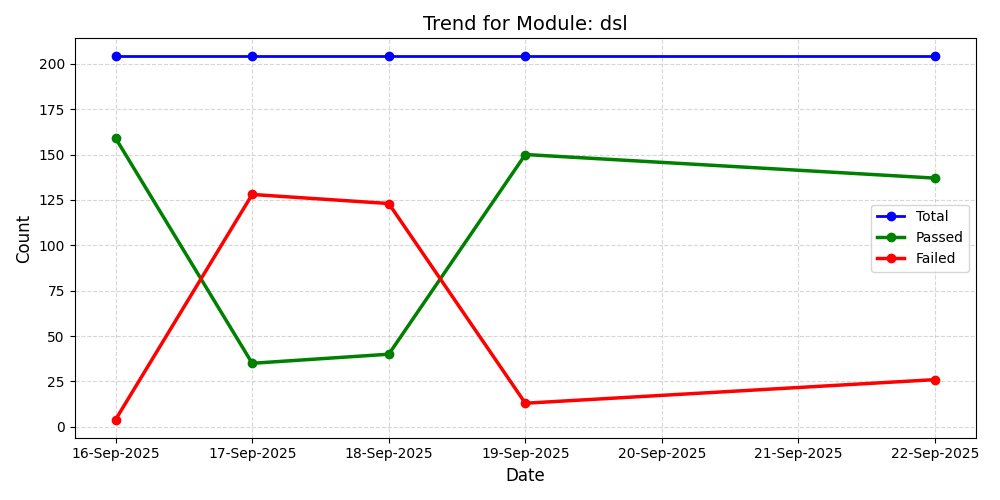 Trend for Module: dsl
Count
200
175
150
125
100
75
50
25
0
Total
Passed
Failed
16-Sep-2025 17-Sep-2025 18-Sep-2025 19-Sep-2025 20-Sep-2025 21-Sep-2025 22-Sep-2025
Date